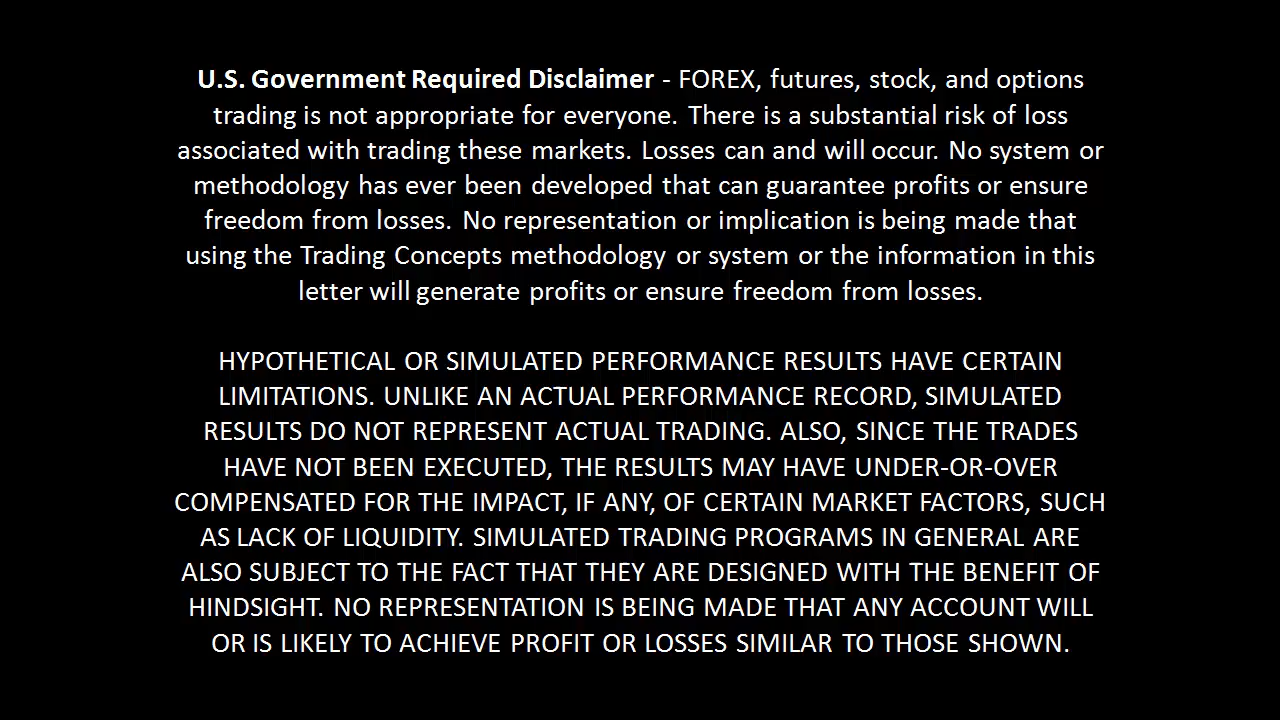 U.S. Government Required Disclaimer - FOREX, futures, stock, and options
trading is not appropriate for everyone. There is a substantial risk of loss
associated with trading these markets. Losses can and will occur. No system or
methodology has ever been developed that can guarantee profits or ensure
freedom from losses. No representation or implication is being made that
using the Trading Concepts methodology or system or the information in this
letter will generate profits or ensure freedom from losses.
HYPOTHETICAL OR SIMULATED PERFORMANCE RESULTS HAVE CERTAIN
LIMITATIONS. UNLIKE AN ACTUAL PERFORMANCE RECORD, SIMULATED
RESULTS DO NOT REPRESENT ACTUAL TRADING. ALSO, SINCE THE TRADES
HAVE NOT BEEN EXECUTED, THE RESULTS MAY HAVE UNDER-OR-OVER
COMPENSATED FOR THE IMPACT, IF ANY, OF CERTAIN MARKET FACTORS, SUCH
AS LACK OF LIQUIDITY. SIMULATED TRADING PROGRAMS IN GENERAL ARE
ALSO SUBJECT TO THE FACT THAT THEY ARE DESIGNED WITH THE BENEFIT OF
HINDSIGHT. NO REPRESENTATION IS BEING MADE THAT ANY ACCOUNT WILL
OR IS LIKELY TO ACHIEVE PROFIT OR LOSSES SIMILAR TO THOSE SHOWN.